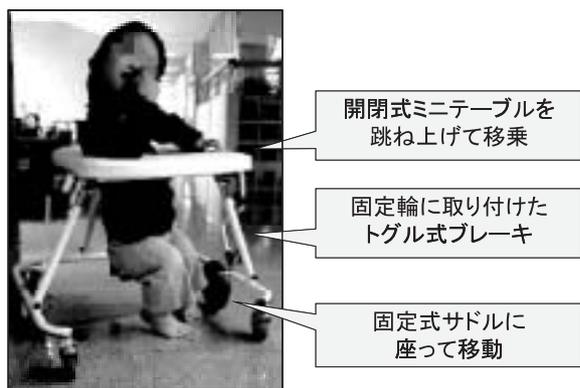 開閉式ミニテーブルを
跳ね上げて移乗
固定輪に取り付けた
トグル式ブレーキ
固定式サドルに
座って移動